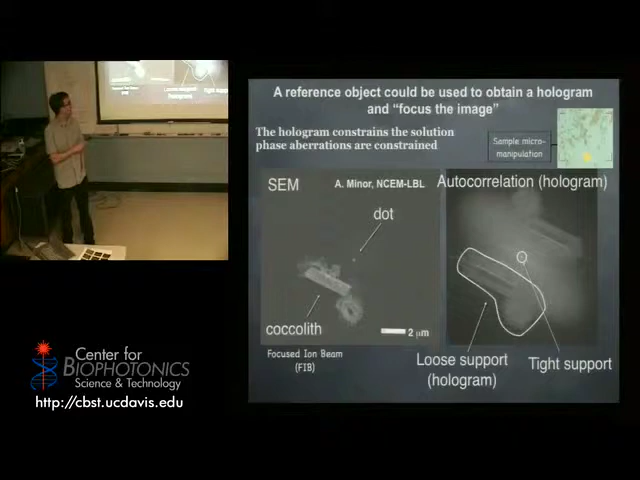 A reference object could be used to obtain a hologram
and “focus the image”
The hologram constrains the solution
phase aberrations are constrained
Sample micro-
manipulation
SEM
A. Minor, NCEM-LBL
Autocorrelation (hologram)
dot
coccolith
2 μm
Focused Ion Beam
(FIB)
Loose support
(hologram)
Tight support
Center for
BIOPHOTONICS
Science & Technology
http://cbst.ucdavis.edu